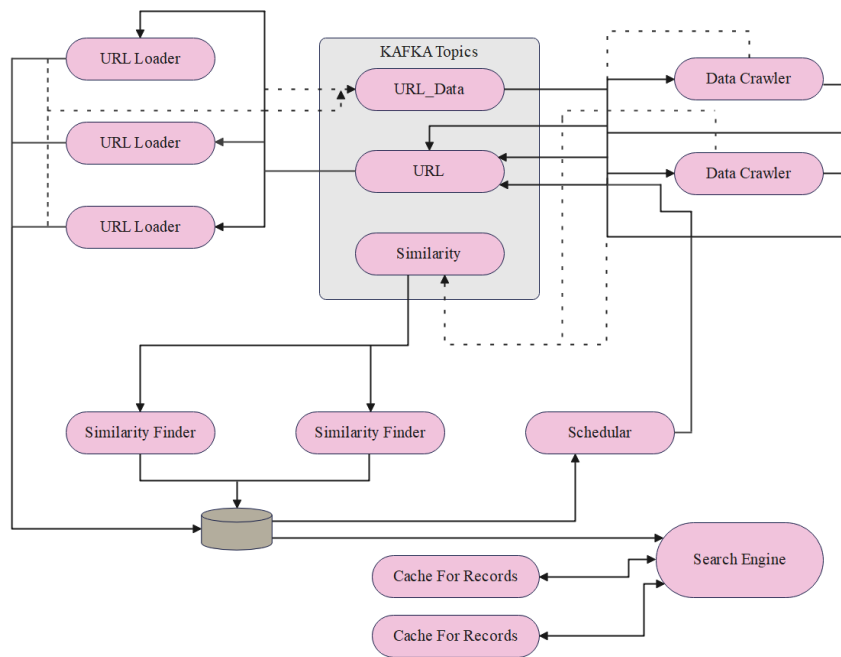 KAFKA Topics
URL Loader
URL_Data
Data Crawler
URL Loader
URL
Data Crawler
URL Loader
Similarity
Similarity Finder
Similarity Finder
Schedular
Search Engine
Cache For Records
Cache For Records